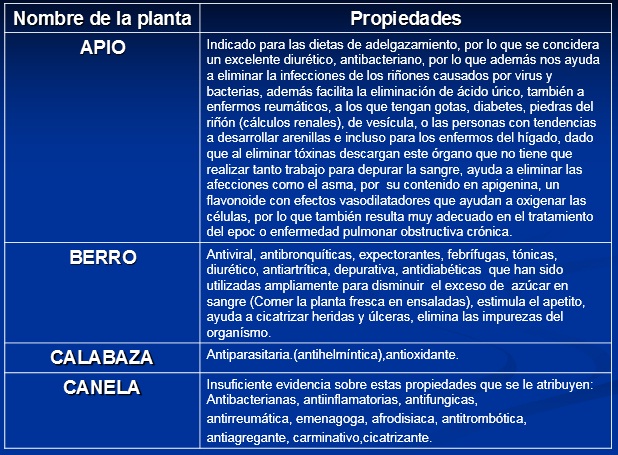 Nombre de la planta
Propiedades
APIO
Indicado para las dietas de adelgazamiento, por lo que se concidera
un excelente diurético, antibacteriano, por lo que además nos ayuda
a eliminar la infecciones de los riñones causados por virus y
bacterias, además facilita la eliminación de ácido úrico, también a
enfermos reumáticos, a los que tengan gotas, diabetes, piedras del
riñón (cálculos renales), de vesícula, o las personas con tendencias
a desarrollar arenillas e incluso para los enfermos del hígado, dado
que al eliminar tóxinas descargan este órgano que no tiene que
realizar tanto trabajo para depurar la sangre, ayuda a eliminar las
afecciones como el asma, por  su contenido en apigenina, un
flavonoide con efectos vasodilatadores que ayudan a oxigenar las
células, por lo que también resulta muy adecuado en el tratamiento
del epoc o enfermedad pulmonar obstructiva crónica.
BERRO
Antiviral, antibronquíticas, expectorantes, febrífugas, tónicas,
diurético, antiartrítica, depurativa, antidiabéticas  que han sido
utilizadas ampliamente para disminuir  el exceso de  azúcar en
sangre (Comer la planta fresca en ensaladas), estimula el apetito,
ayuda a cicatrizar heridas y úlceras, elimina las impurezas del
organísmo.
CALABAZA
Antiparasitaria.(antihelmíntica),antioxidante.
CANELA
Insuficiente evidencia sobre estas propiedades que se le atribuyen:
Antibacterianas, antiinflamatorias, antifungicas,
antirreumática, emenagoga, afrodisiaca, antitrombótica,
antiagregante, carminativo,cicatrizante.